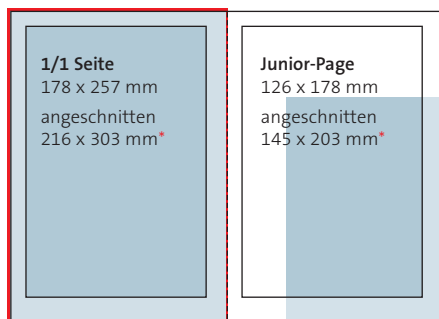 1/1 Seite
178 x 257 mm
angeschnitten
216 x 303 mm*
Junior-Page
126 x 178 mm
angeschnitten
145 x 203 mm*